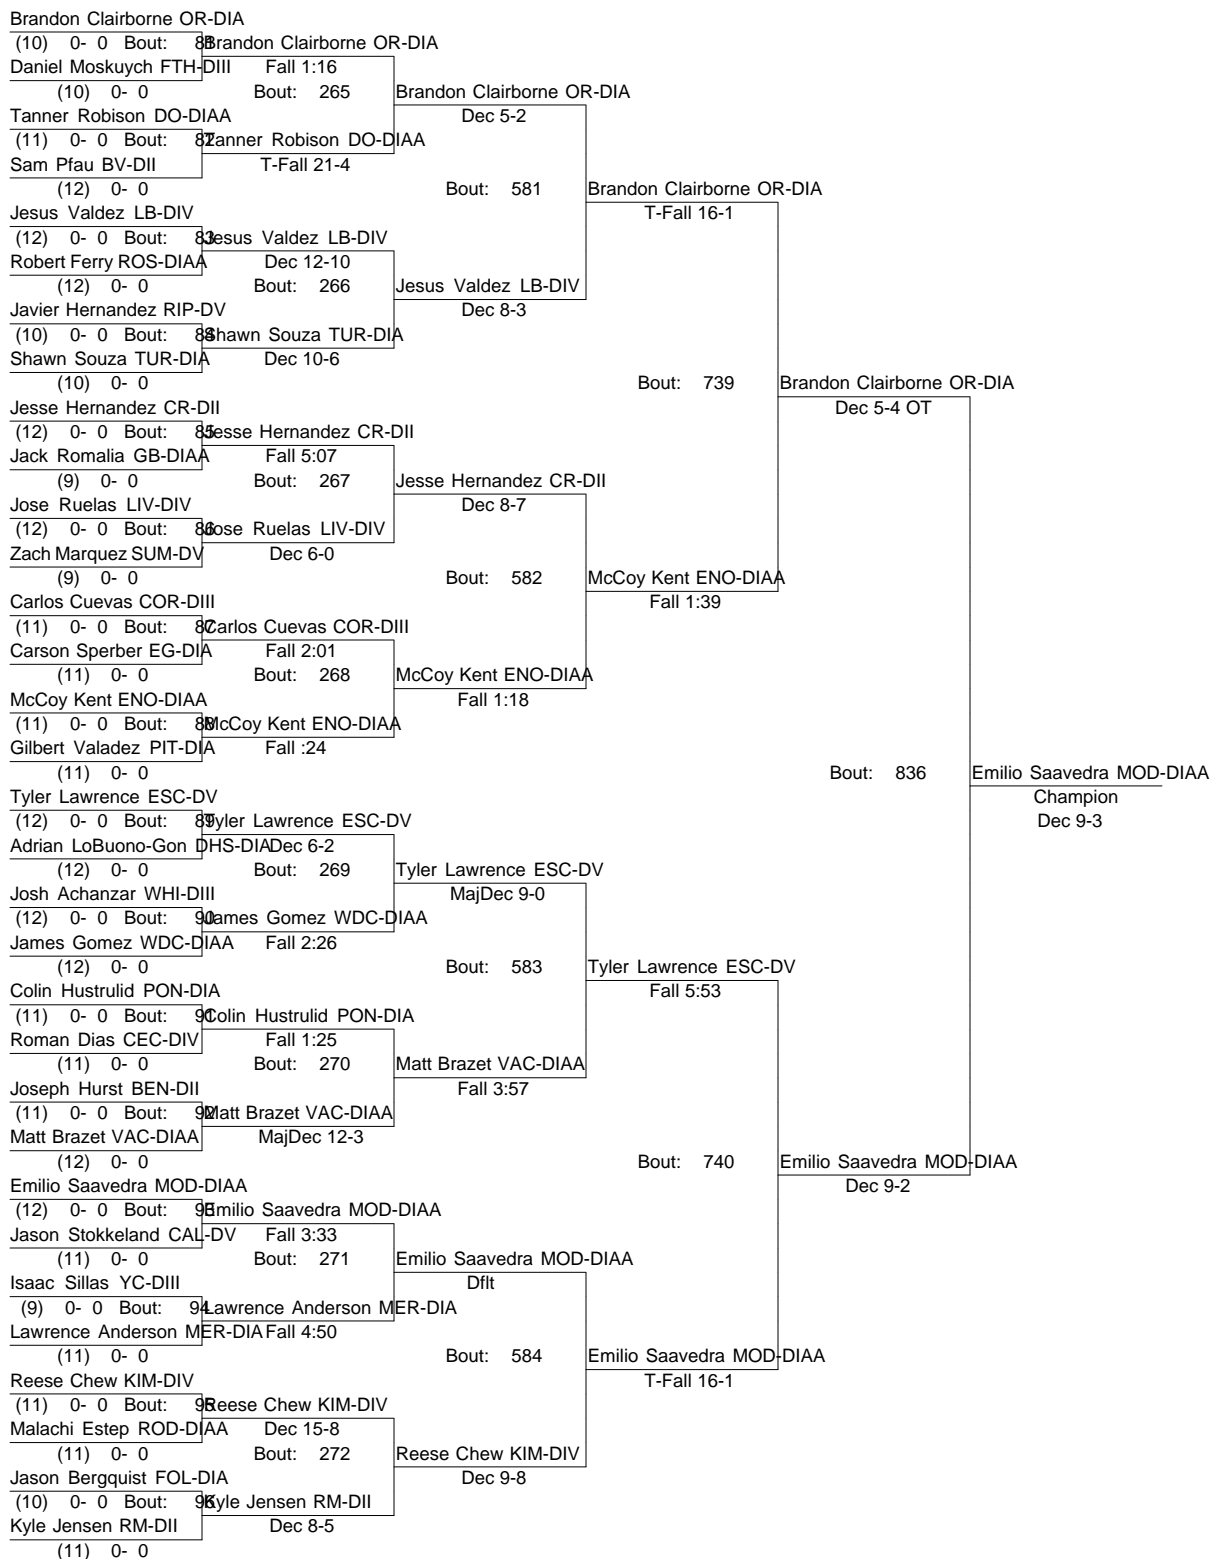 Brandon Clairborne OR-DIA
(10) 0- 0 Bout: 81 Brandon Clairborne OR-DIA
Daniel Moskuych FTH-DIII Fall 1:16
(10) 0- 0 Bout: 265 Brandon Clairborne OR-DIA
Tanner Robison DO-DIAA Dec 5-2
(11) 0- 0 Bout: 82 Tanner Robison DO-DIAA
Sam Pfau BV-DII T-Fall 21-4
(12) 0- 0 Bout: 581 Brandon Clairborne OR-DIA
Jesus Valdez LB-DIV T-Fall 16-1
(12) 0- 0 Bout: 83 Jesus Valdez LB-DIV
Robert Ferry ROS-DIAA Dec 12-10
(12) 0- 0 Bout: 266 Jesus Valdez LB-DIV
Javier Hernandez RIP-DV Dec 8-3
(10) 0- 0 Bout: 84 Shawn Souza TUR-DIA
Shawn Souza TUR-DIA Dec 10-6
(10) 0- 0 Bout: 739 Brandon Clairborne OR-DIA
Jesse Hernandez CR-DII Dec 5-4 OT
(12) 0- 0 Bout: 85 Jesse Hernandez CR-DII
Jack Romalia GB-DIAA Fall 5:07
(9) 0- 0 Bout: 267 Jesse Hernandez CR-DII
Jose Ruelas LIV-DIV Dec 8-7
(12) 0- 0 Bout: 86 Jose Ruelas LIV-DIV
Zach Marquez SUM-DV Dec 6-0
(9) 0- 0 Bout: 582 McCoy Kent ENO-DIAA
Carlos Cuevas COR-DIII Fall 1:39
(11) 0- 0 Bout: 87 Carlos Cuevas COR-DIII
Carson Sperber EG-DIA Fall 2:01
(11) 0- 0 Bout: 268 McCoy Kent ENO-DIAA
McCoy Kent ENO-DIAA Fall 1:18
(11) 0- 0 Bout: 88 McCoy Kent ENO-DIAA
Gilbert Valadez PIT-DIA Fall :24
(11) 0- 0 Bout: 836 Emilio Saavedra MOD-DIAA
Tyler Lawrence ESC-DV Champion
(12) 0- 0 Bout: 89 Tyler Lawrence ESC-DV Dec 9-3
Adrian LoBuono-Gon DHS-DIA Dec 6-2
(12) 0- 0 Bout: 269 Tyler Lawrence ESC-DV
Josh Achanzar WHI-DIII MajDec 9-0
(12) 0- 0 Bout: 90 James Gomez WDC-DIAA
James Gomez WDC-DIAA Fall 2:26
(12) 0- 0 Bout: 583 Tyler Lawrence ESC-DV
Colin Hustrulid PON-DIA Fall 5:53
(11) 0- 0 Bout: 91 Colin Hustrulid PON-DIA
Roman Dias CEC-DIV Fall 1:25
(11) 0- 0 Bout: 270 Matt Brazet VAC-DIAA
Joseph Hurst BEN-DII Fall 3:57
(11) 0- 0 Bout: 92 Matt Brazet VAC-DIAA
Matt Brazet VAC-DIAA MajDec 12-3
(12) 0- 0 Bout: 740 Emilio Saavedra MOD-DIAA
Emilio Saavedra MOD-DIAA Dec 9-2
(12) 0- 0 Bout: 93 Emilio Saavedra MOD-DIAA
Jason Stokkeland CAL-DV Fall 3:33
(11) 0- 0 Bout: 271 Emilio Saavedra MOD-DIAA
Isaac Sillas YC-DIII Dflt
(9) 0- 0 Bout: 94 Lawrence Anderson MER-DIA
Lawrence Anderson MER-DIA Fall 4:50
(11) 0- 0 Bout: 584 Emilio Saavedra MOD-DIAA
Reese Chew KIM-DIV T-Fall 16-1
(11) 0- 0 Bout: 95 Reese Chew KIM-DIV
Malachi Estep ROD-DIAA Dec 15-8
(11) 0- 0 Bout: 272 Reese Chew KIM-DIV
Jason Bergquist FOL-DIA Dec 9-8
(10) 0- 0 Bout: 96 Kyle Jensen RM-DII
Kyle Jensen RM-DII Dec 8-5
(11) 0- 0